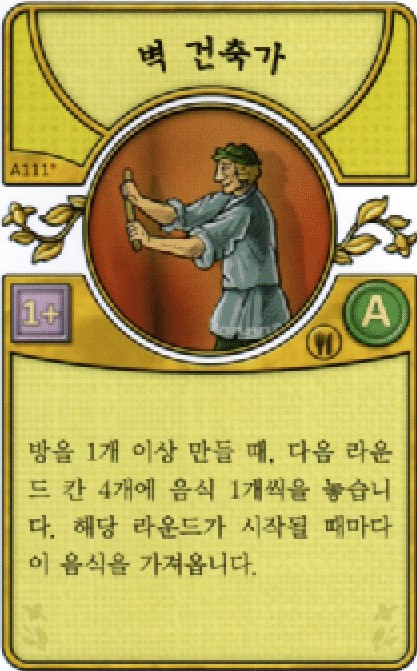 벽 건축가
A111*
1+
A
방을 1개 이상 만들 때, 다음 라운
드 칸 4개에 음식 1개씩을 놓습니
다. 해당 라운드가 시작될 때마다
이 음식을 가져옵니다.